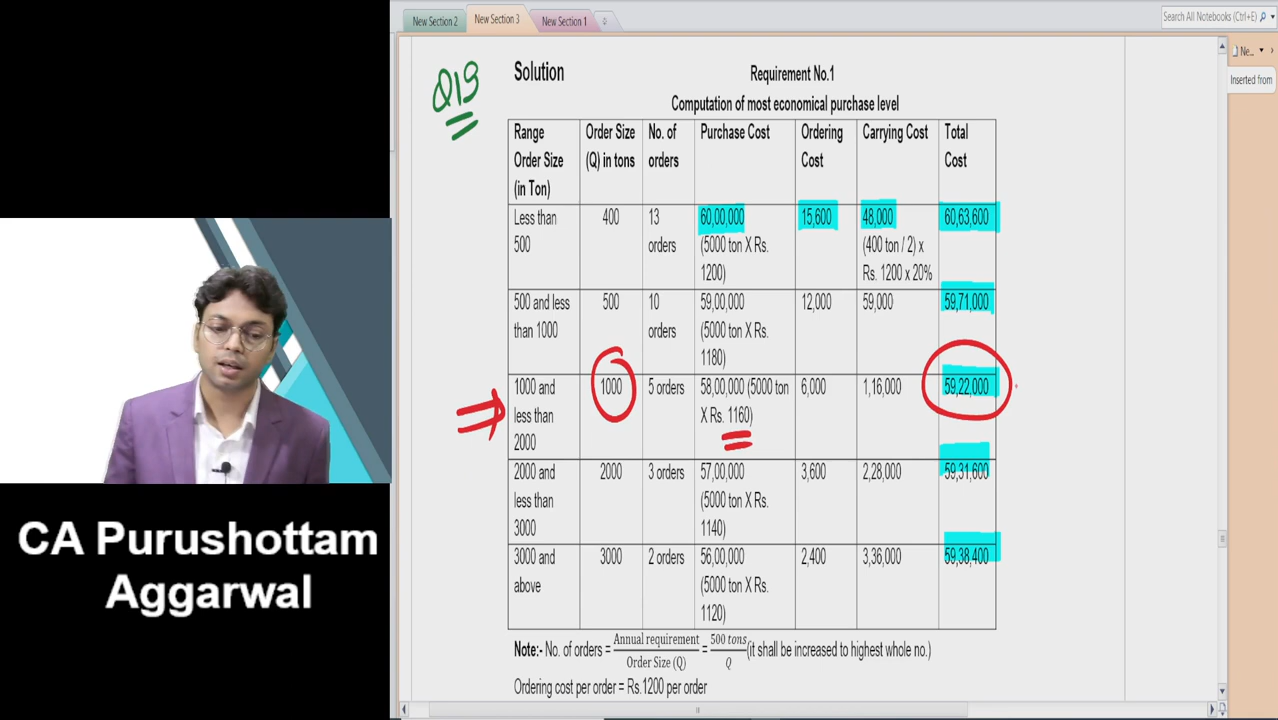 New Section 2 New Section 3 New Section 1
Search All Notebooks (Ctrl+E)
Ne...
Inserted from
Q19
Solution
Requirement No.1
Computation of most economical purchase level
Range Order Size (in Ton) Order Size (Q) in tons No. of orders Purchase Cost Ordering Cost Carrying Cost Total Cost
Less than 500 400 13 orders 60,00,000 (5000 ton X Rs. 1200) 15,600 48,000 (400 ton / 2) x Rs. 1200 x 20% 60,63,600
500 and less than 1000 500 10 orders 59,00,000 (5000 ton X Rs. 1180) 12,000 59,000 59,71,000
1000 and less than 2000 1000 5 orders 58,00,000 (5000 ton X Rs. 1160) 6,000 1,16,000 59,22,000
2000 and less than 3000 2000 3 orders 57,00,000 (5000 ton X Rs. 1140) 3,600 2,28,000 59,31,600
3000 and above 3000 2 orders 56,00,000 (5000 ton X Rs. 1120) 2,400 3,36,000 59,38,400
Note:- No. of orders = Annual requirement / Order Size (Q) = 500 tons / Q (it shall be increased to highest whole no.)
Ordering cost per order = Rs.1200 per order
CA Purushottam
Aggarwal